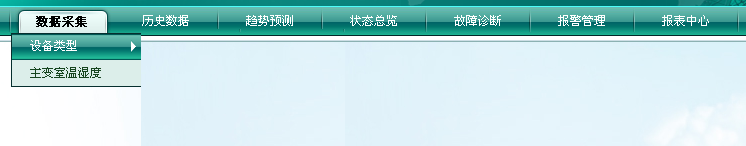 数据采集 历史数据 趋势预测 状态总览 故障诊断 报警管理 报表中心
设备类型
主变室温湿度